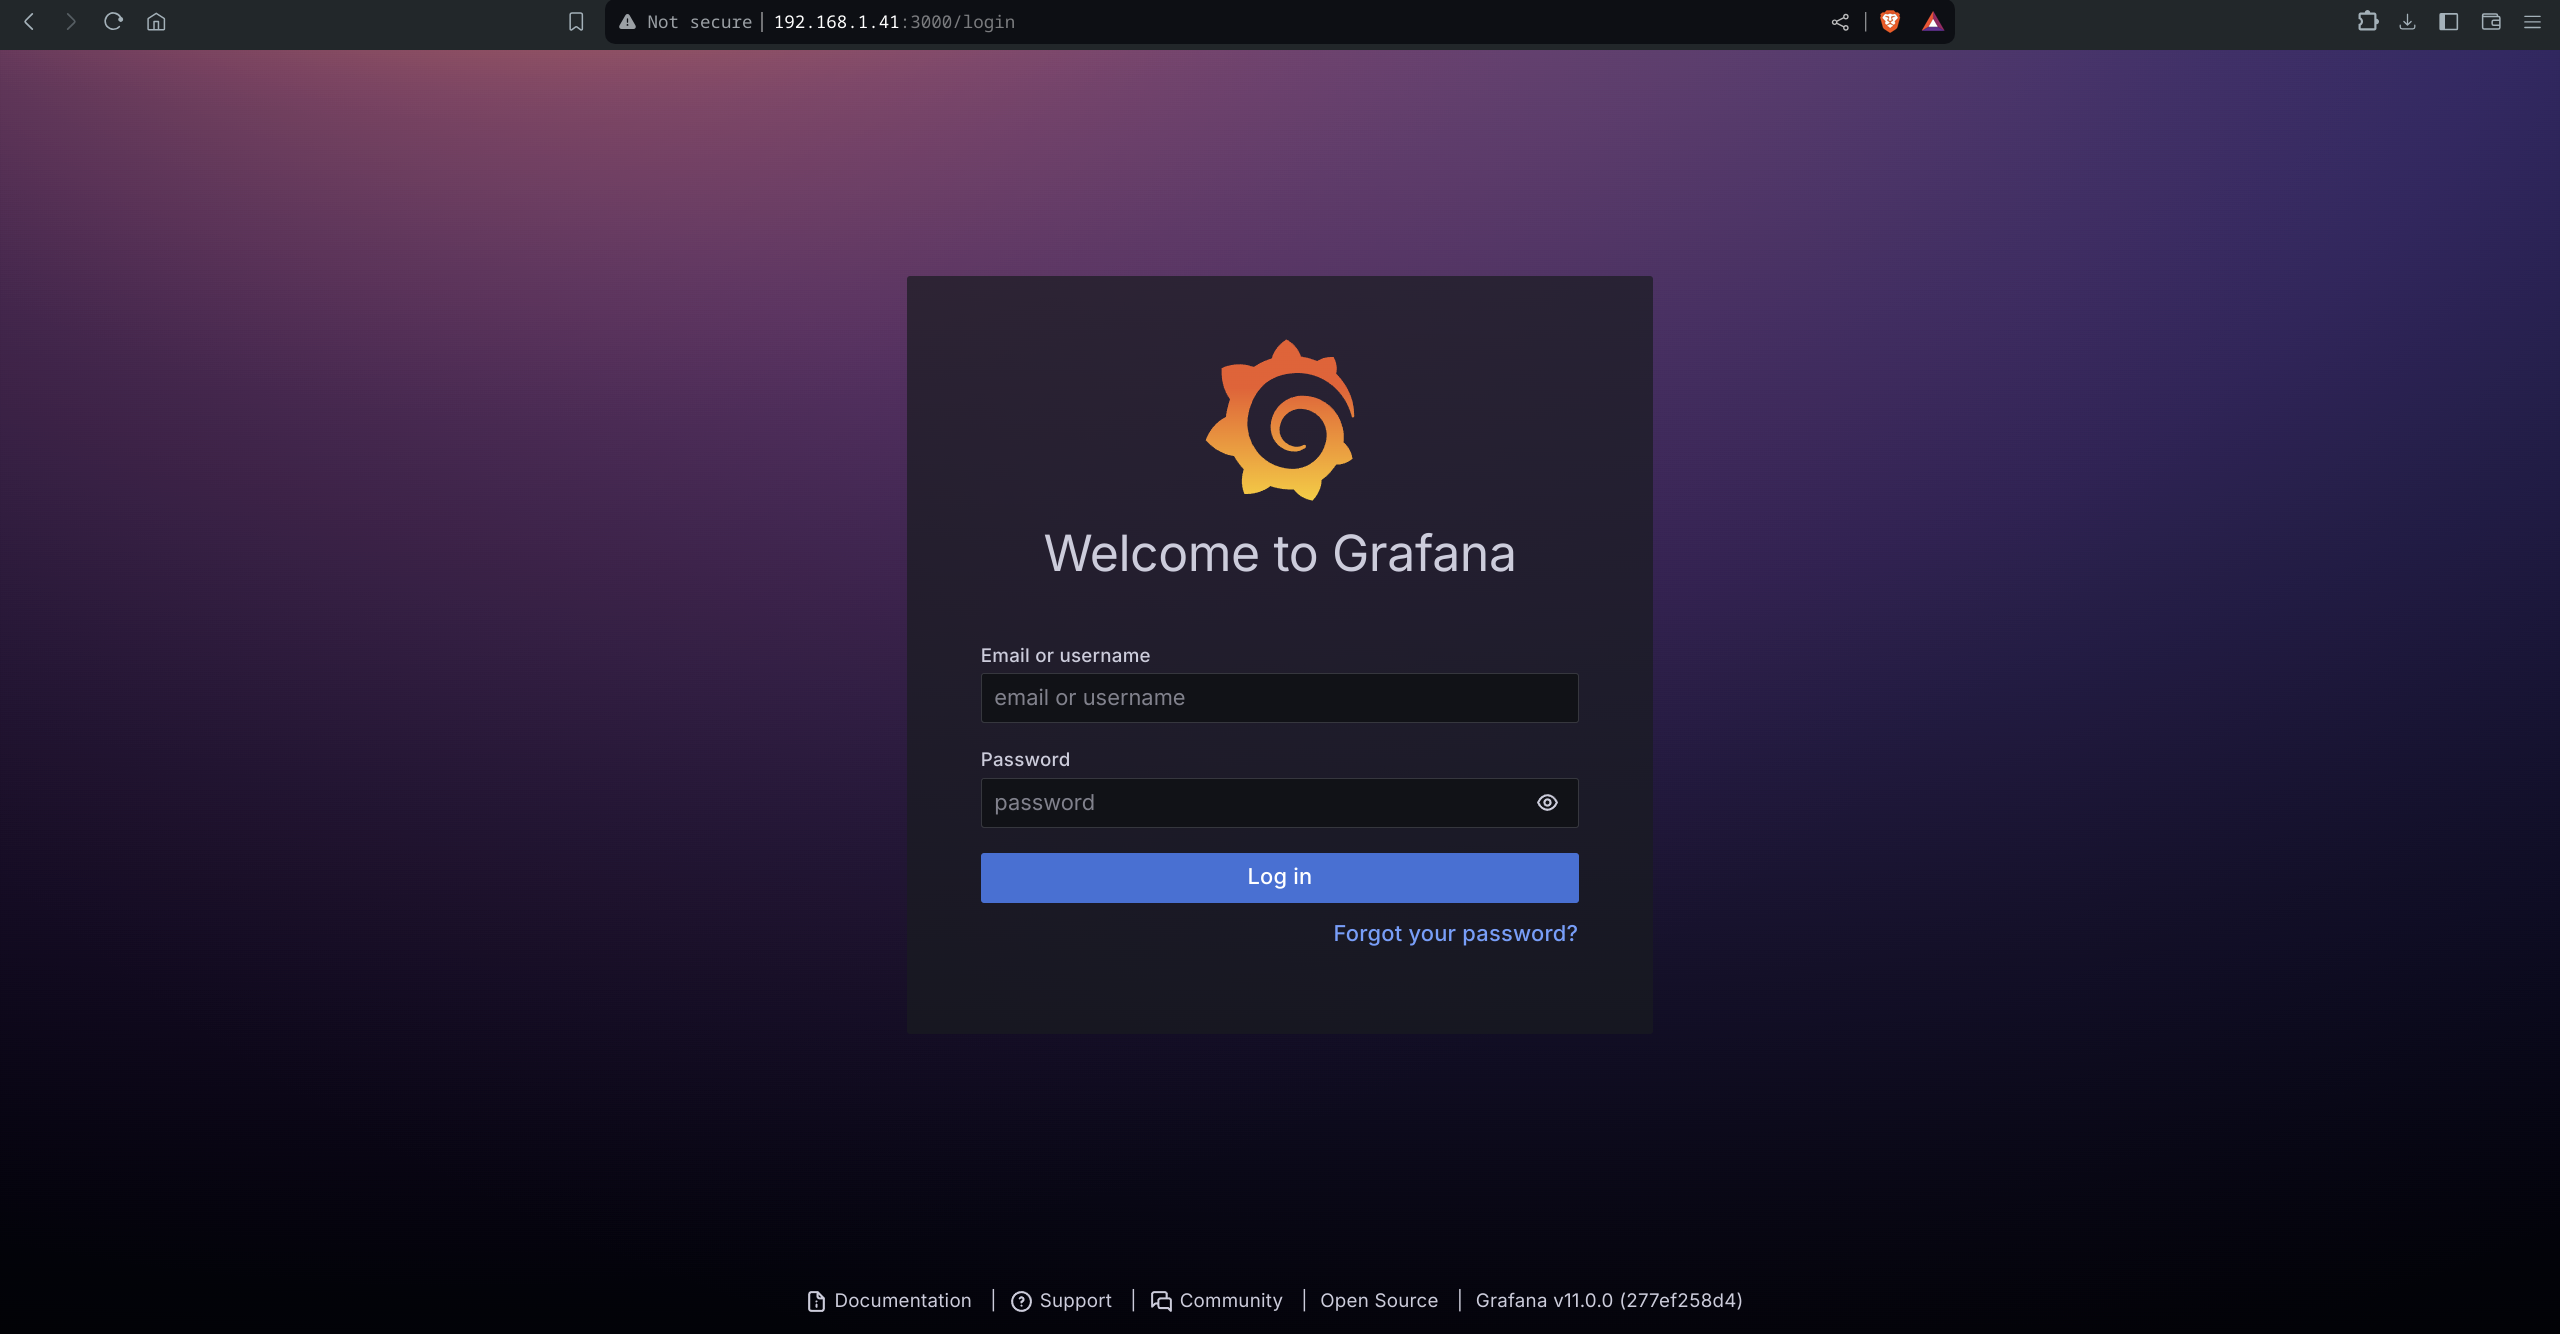 Not secure | 192.168.1.41:3000/login
Welcome to Grafana
Email or username
email or username
Password
password
Log in
Forgot your password?
Documentation | Support | Community | Open Source | Grafana v11.0.0 (277ef258d4)